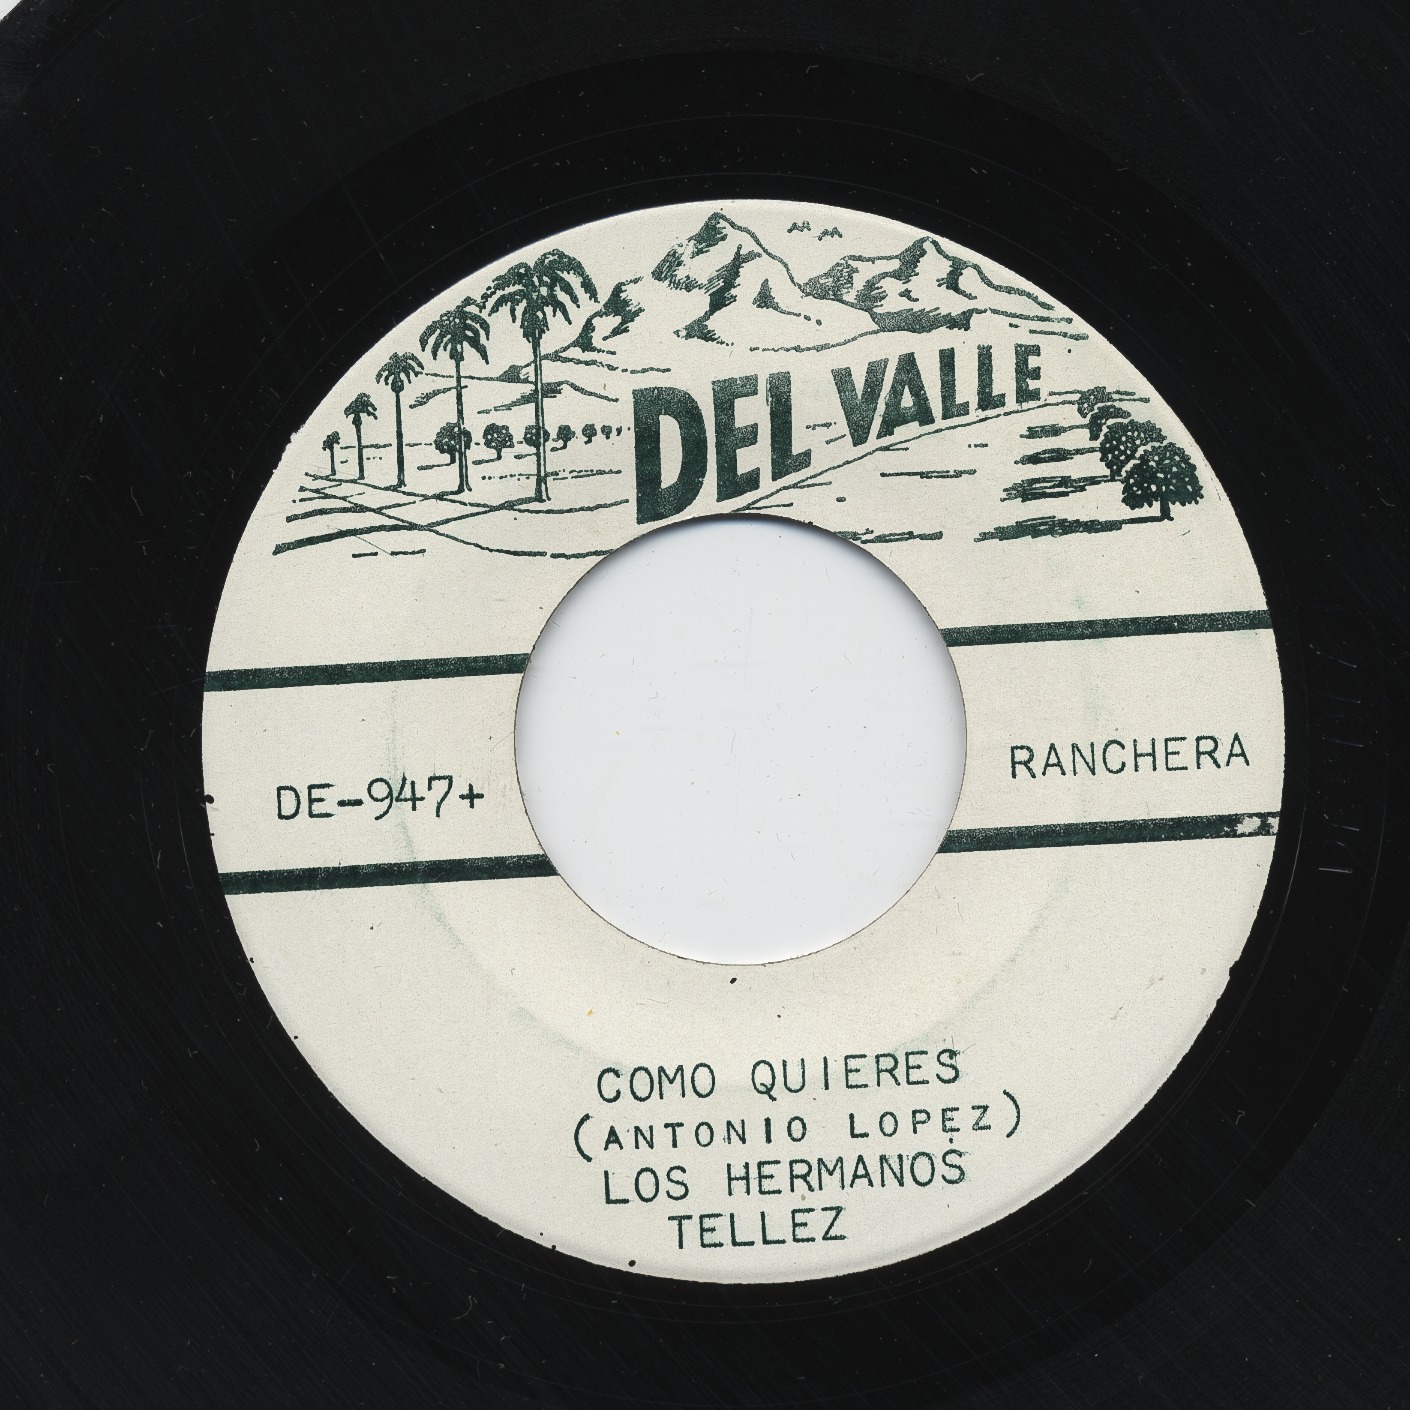 DEL VALLE
RANCHERA
DE-947+
COMO QUIERES
(ANTONIO LOPEZ)
LOS HERMANOS
TELLEZ